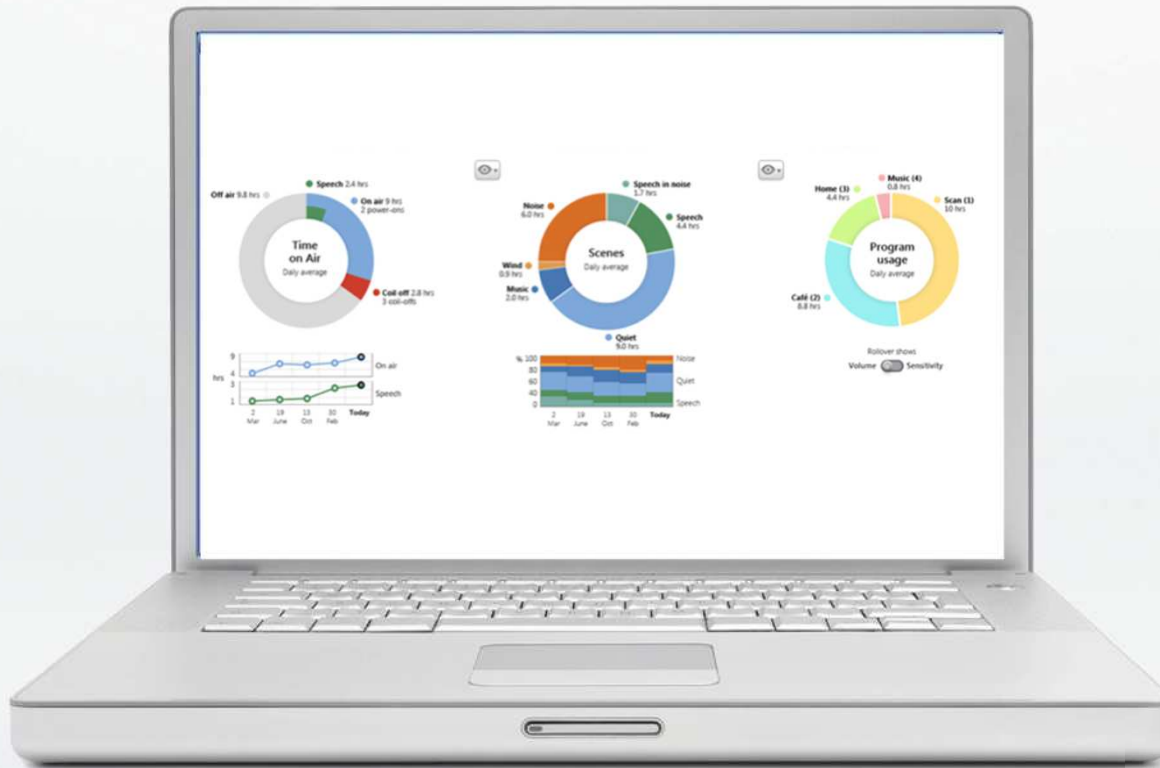 Speech 2.4 hrs
Off air 9.8 hrs
On air 9 hrs
2 power-ons
Time
on Air
Daily average
Coil off 2.8 hrs
3 coil-offs
9
4
hrs
3
1
On air
Speech
2 19 13 30 Today
Mar June Oct Feb
Speech in noise
1.7 hrs
Noise
6.0 hrs
Speech
4.4 hrs
Scenes
Daily average
Wind
0.9 hrs
Music
2.0 hrs
Quiet
9.0 hrs
% 100
80
60
40
20
0
Noise
Quiet
Speech
2 19 13 30 Today
Mar June Oct Feb
Music (4)
0.8 hrs
Home (3)
4.4 hrs
Scan (1)
10 hrs
Program
usage
Daily average
Café (2)
8.8 hrs
Rollover shows
Volume Sensitivity